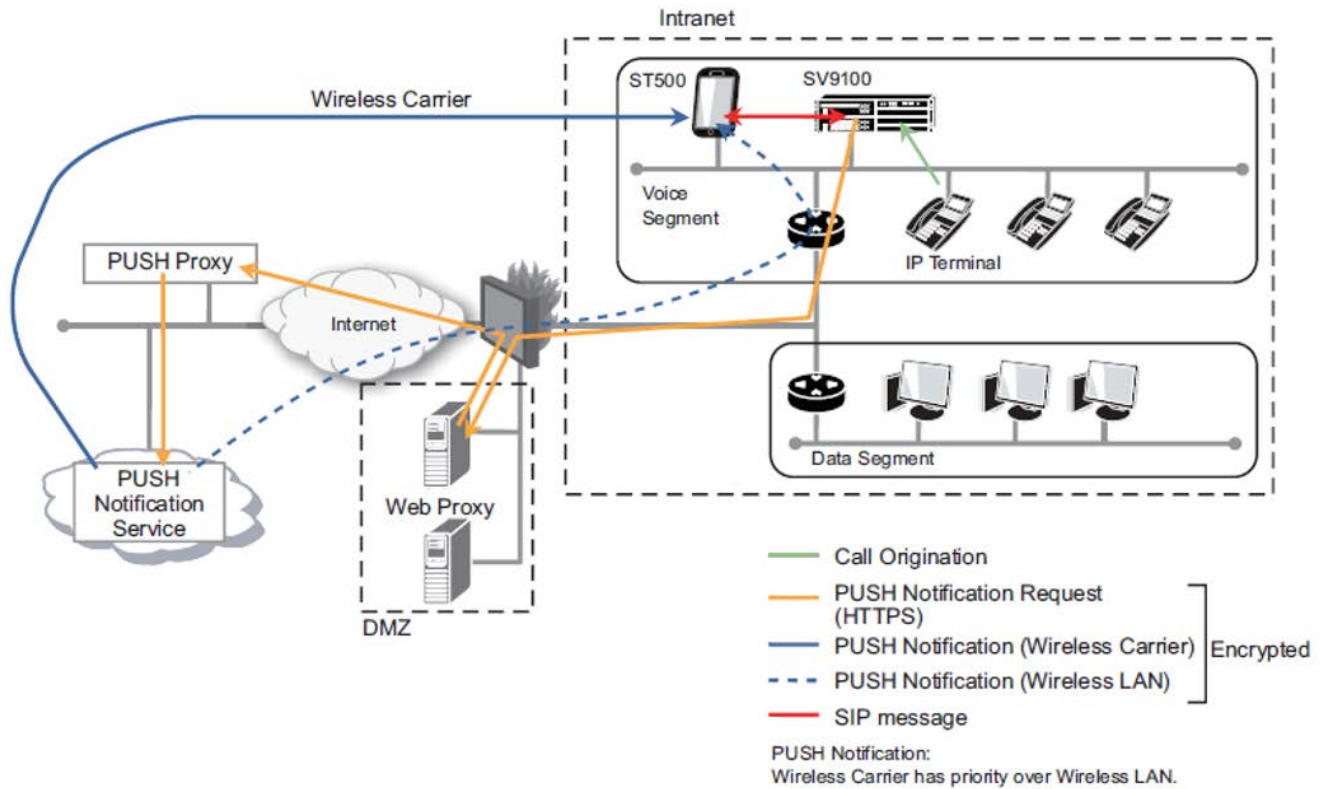 Intranet
ST500
SV9100
Wireless Carrier
Voice
Segment
IP Terminal
PUSH Proxy
Internet
PUSH
Notification
Service
Web Proxy
DMZ
Data Segment
Call Origination
PUSH Notification Request
(HTTPS)
PUSH Notification (Wireless Carrier)
Encrypted
PUSH Notification (Wireless LAN)
SIP message
PUSH Notification:
Wireless Carrier has priority over Wireless LAN.